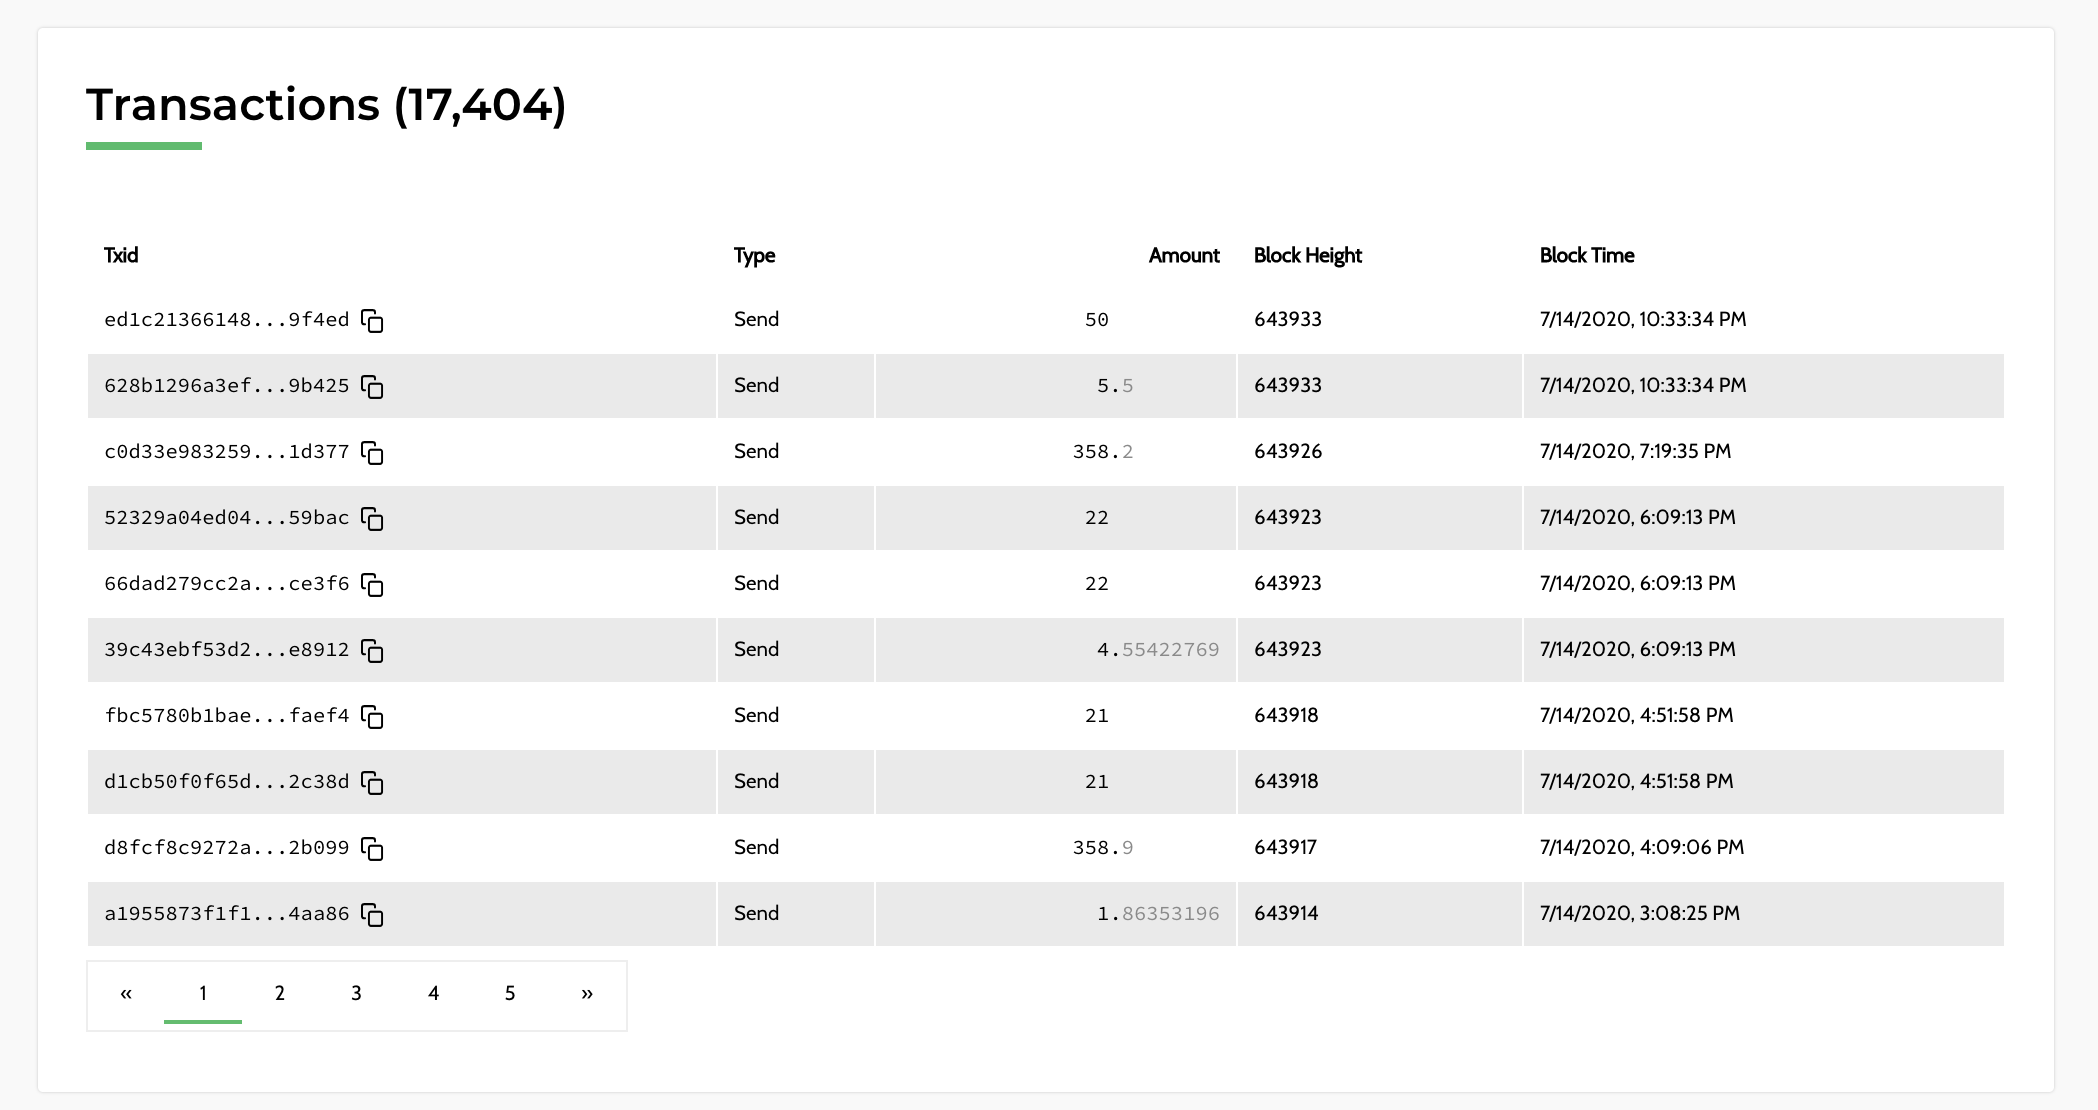 Transactions (17,404)
Txid Type Amount Block Height Block Time
ed1c21366148...9f4ed Send 50 643933 7/14/2020, 10:33:34 PM
628b1296a3ef...9b425 Send 5.5 643933 7/14/2020, 10:33:34 PM
c0d33e983259...1d377 Send 358.2 643926 7/14/2020, 7:19:35 PM
52329a04ed04...59bac Send 22 643923 7/14/2020, 6:09:13 PM
66dad279cc2a...ce3f6 Send 22 643923 7/14/2020, 6:09:13 PM
39c43ebf53d2...e8912 Send 4.55422769 643923 7/14/2020, 6:09:13 PM
fbc5780b1bae...faef4 Send 21 643918 7/14/2020, 4:51:58 PM
d1cb50f0f65d...2c38d Send 21 643918 7/14/2020, 4:51:58 PM
d8fcf8c9272a...2b099 Send 358.9 643917 7/14/2020, 4:09:06 PM
a1955873f1f1...4aa86 Send 1.86353196 643914 7/14/2020, 3:08:25 PM
« 1 2 3 4 5 »